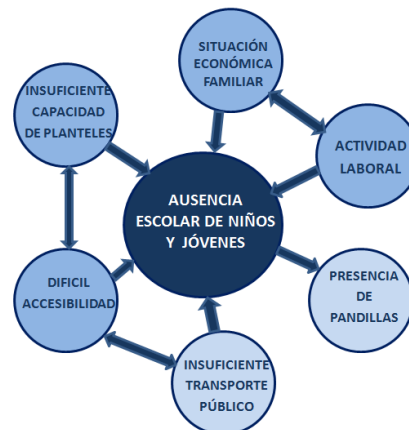 SITUACIÓN
ECONÓMICA
FAMILIAR
INSUFICIENTE
CAPACIDAD
DE PLANTELES
ACTIVIDAD
LABORAL
AUSENCIA
ESCOLAR DE NIÑOS
Y JÓVENES
DIFICIL
ACCESIBILIDAD
PRESENCIA
DE
PANDILLAS
INSUFICIENTE
TRANSPORTE
PÚBLICO